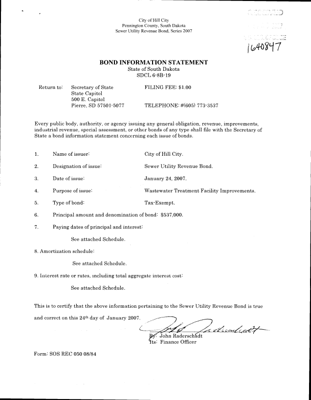 City of Hill City
Pennington County, South Dakota
Sewer Utility Revenue Bond, Series 2007
1640847
BOND INFORMATION STATEMENT
State of South Dakota
SDCL 6-8B-19
Return to: Secretary of State FILING FEE: $1.00
State Capitol
500 E. Capitol
Pierre, SD 57501-5077 TELEPHONE: #(605) 773-3537
Every public body, authority, or agency issuing any general obligation, revenue, improvements,
industrial revenue, special assessment, or other bonds of any type shall file with the Secretary of
State a bond information statement concerning each issue of bonds.
1. Name of issuer: City of Hill City.
2. Designation of issue: Sewer Utility Revenue Bond.
3. Date of issue: January 24, 2007.
4. Purpose of issue: Wastewater Treatment Facility Improvements.
5. Type of bond: Tax-Exempt.
6. Principal amount and denomination of bond: $537,000.
7. Paying dates of principal and interest:
See attached Schedule.
8. Amortization schedule:
See attached Schedule.
9. Interest rate or rates, including total aggregate interest cost:
See attached Schedule.
This is to certify that the above information pertaining to the Sewer Utility Revenue Bond is true
and correct on this 24th day of January 2007.
By: John Raderschadt
Its: Finance Officer
Form: SOS REC 050 08/84